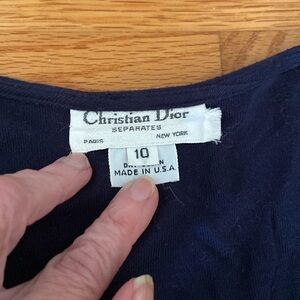 Christian Dior
SEPARATES
PARIS NEW YORK
10
MADE IN U.S.A.